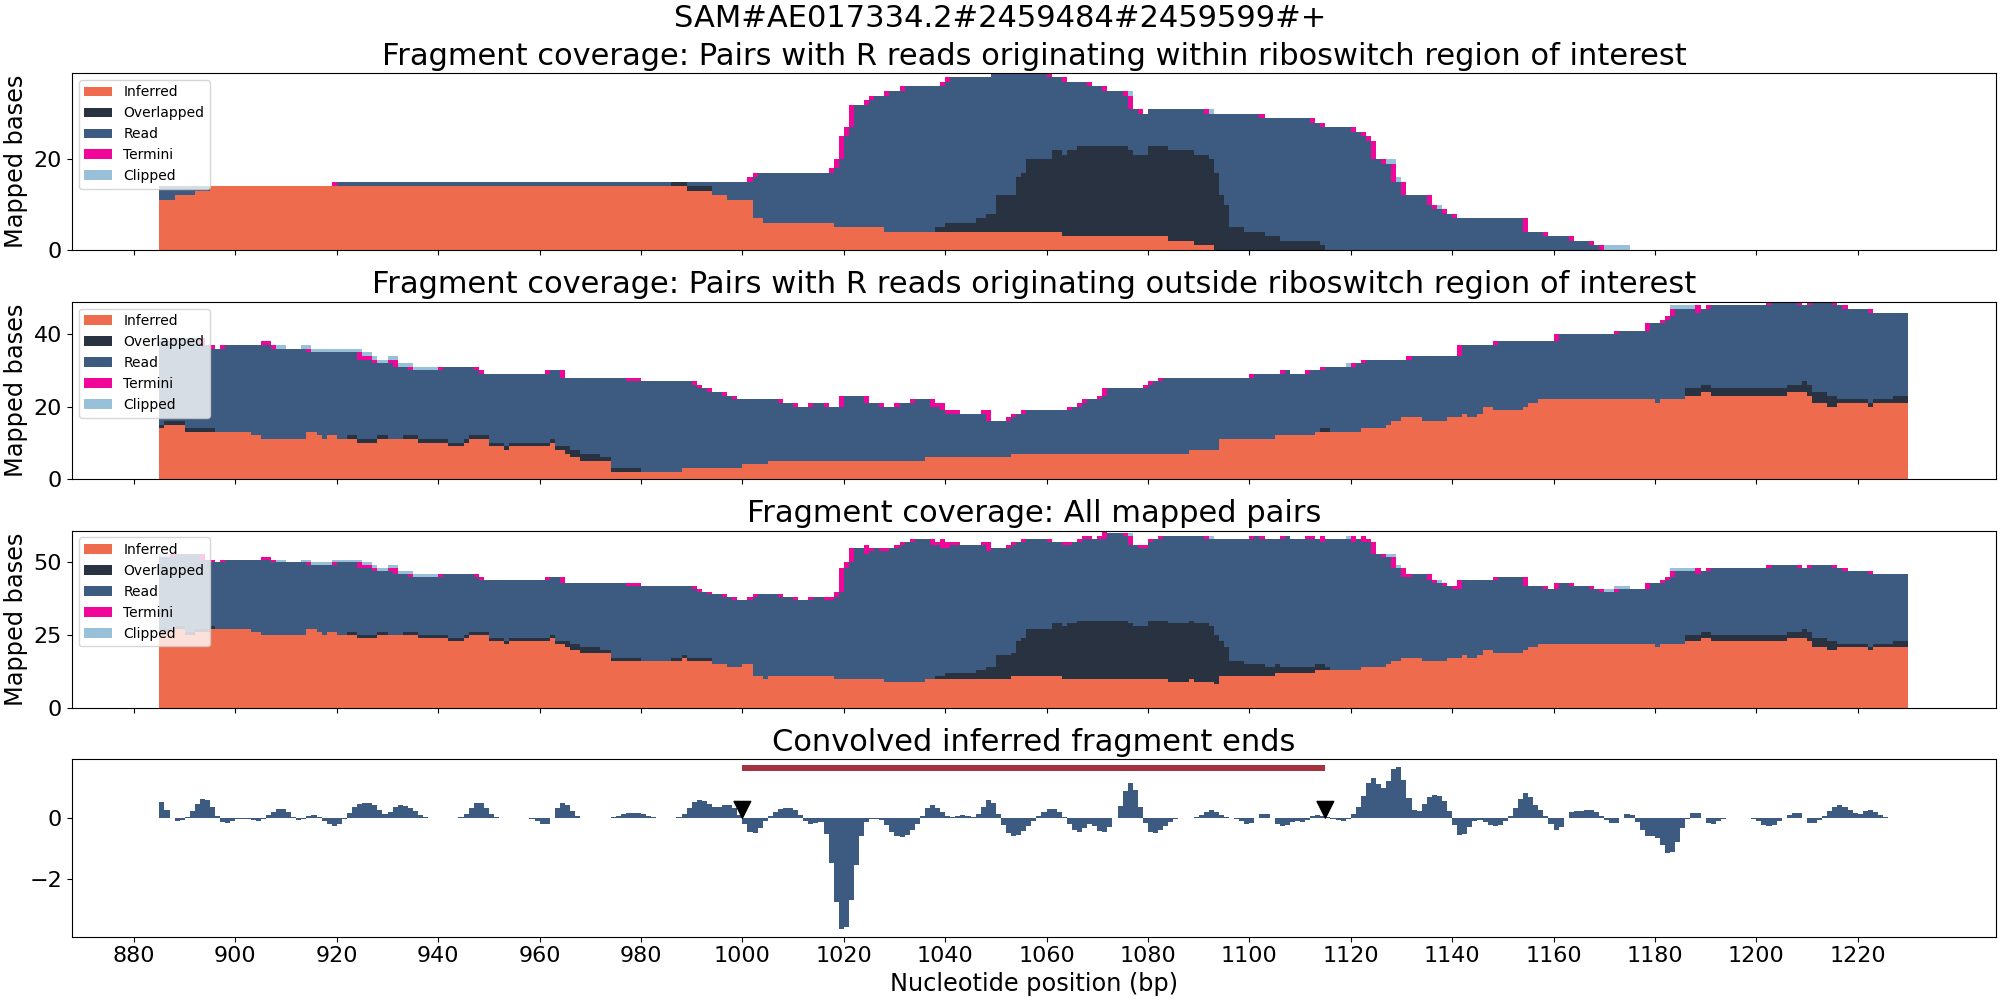 SAM#AE017334.2#2459484#2459599#+
Fragment coverage: Pairs with R reads originating within riboswitch region of interest
Mapped bases
20
0
Inferred
Overlapped
Read
Termini
Clipped
Fragment coverage: Pairs with R reads originating outside riboswitch region of interest
Mapped bases
40
20
0
Inferred
Overlapped
Read
Termini
Clipped
Fragment coverage: All mapped pairs
Mapped bases
50
25
0
Inferred
Overlapped
Read
Termini
Clipped
Convolved inferred fragment ends
0
−2
880 900 920 940 960 980 1000 1020 1040 1060 1080 1100 1120 1140 1160 1180 1200 1220
Nucleotide position (bp)